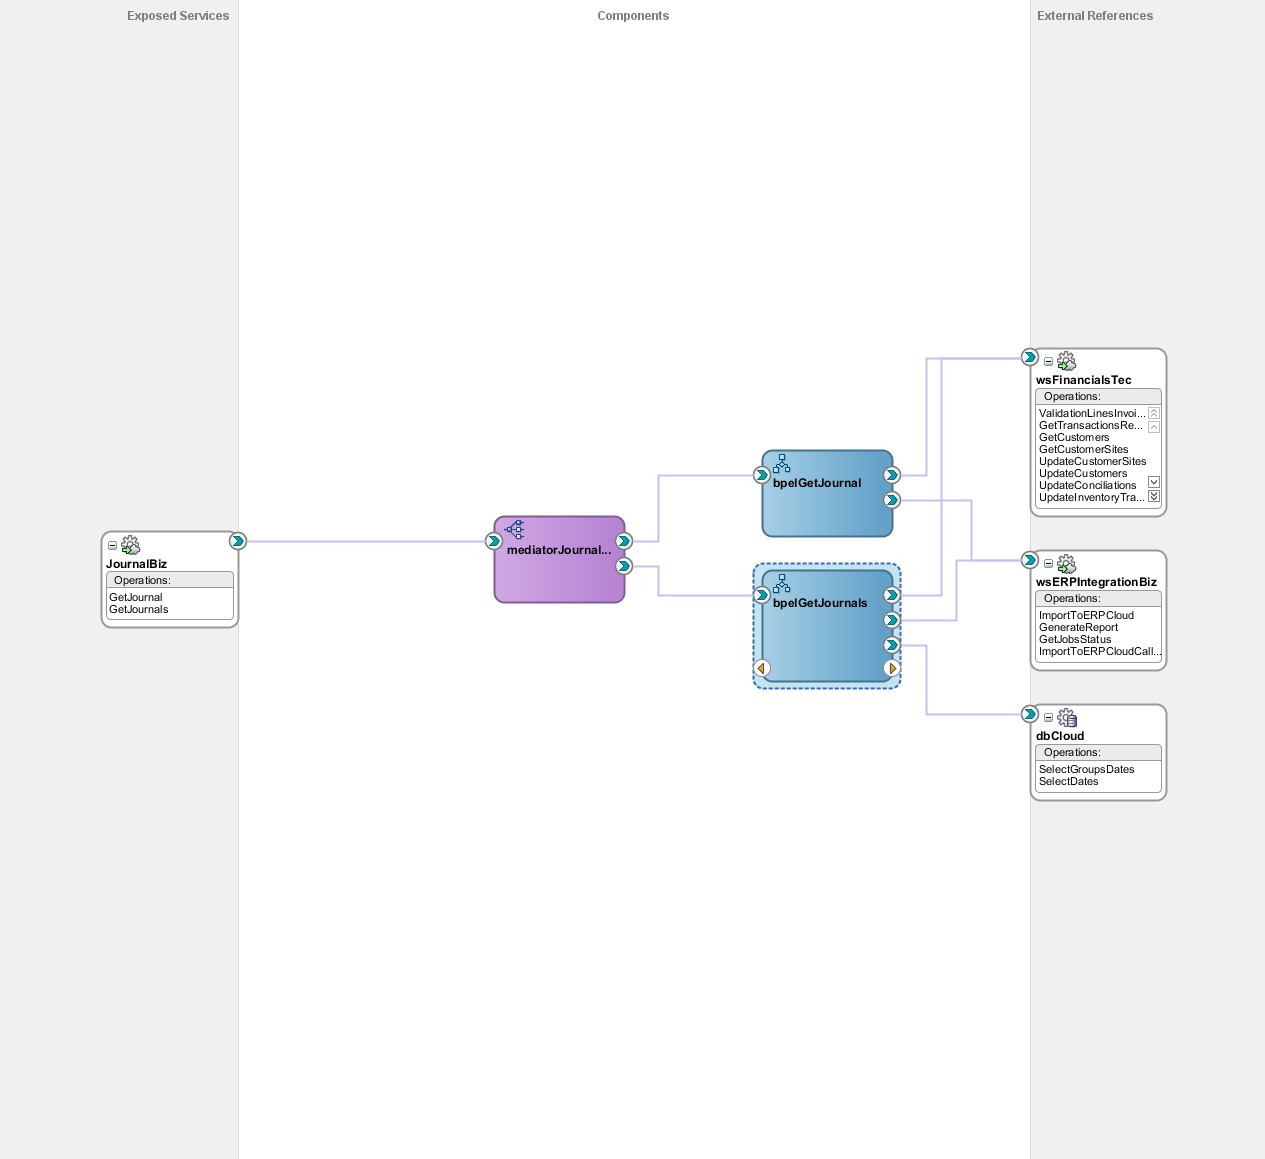 Exposed Services
Components
External References
JournalBiz
Operations:
GetJournal
GetJournals
mediatorJournal...
bpelGetJournal
bpelGetJournals
wsFinancialsTec
Operations:
ValidationLinesInvoi...
GetTransactionsRe...
GetCustomers
GetCustomerSites
UpdateCustomerSites
UpdateCustomers
UpdateConciliations
UpdateInventoryTra...
wsERPIntegrationBiz
Operations:
ImportToERPCloud
GenerateReport
GetJobsStatus
ImportToERPCloudCall...
dbCloud
Operations:
SelectGroupsDates
SelectDates